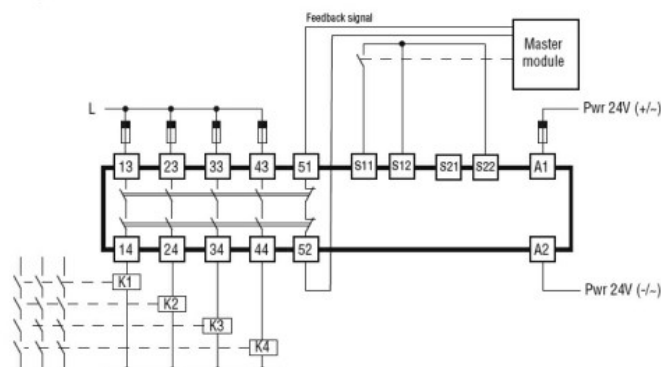 Feedback signal
Master
module
L
Pwr 24V (+/~)
13 23 33 43 51 S11 S12 S21 S22 A1
14 24 34 44 52 A2
K1
Pwr 24V (-/~)
K2
K3
K4